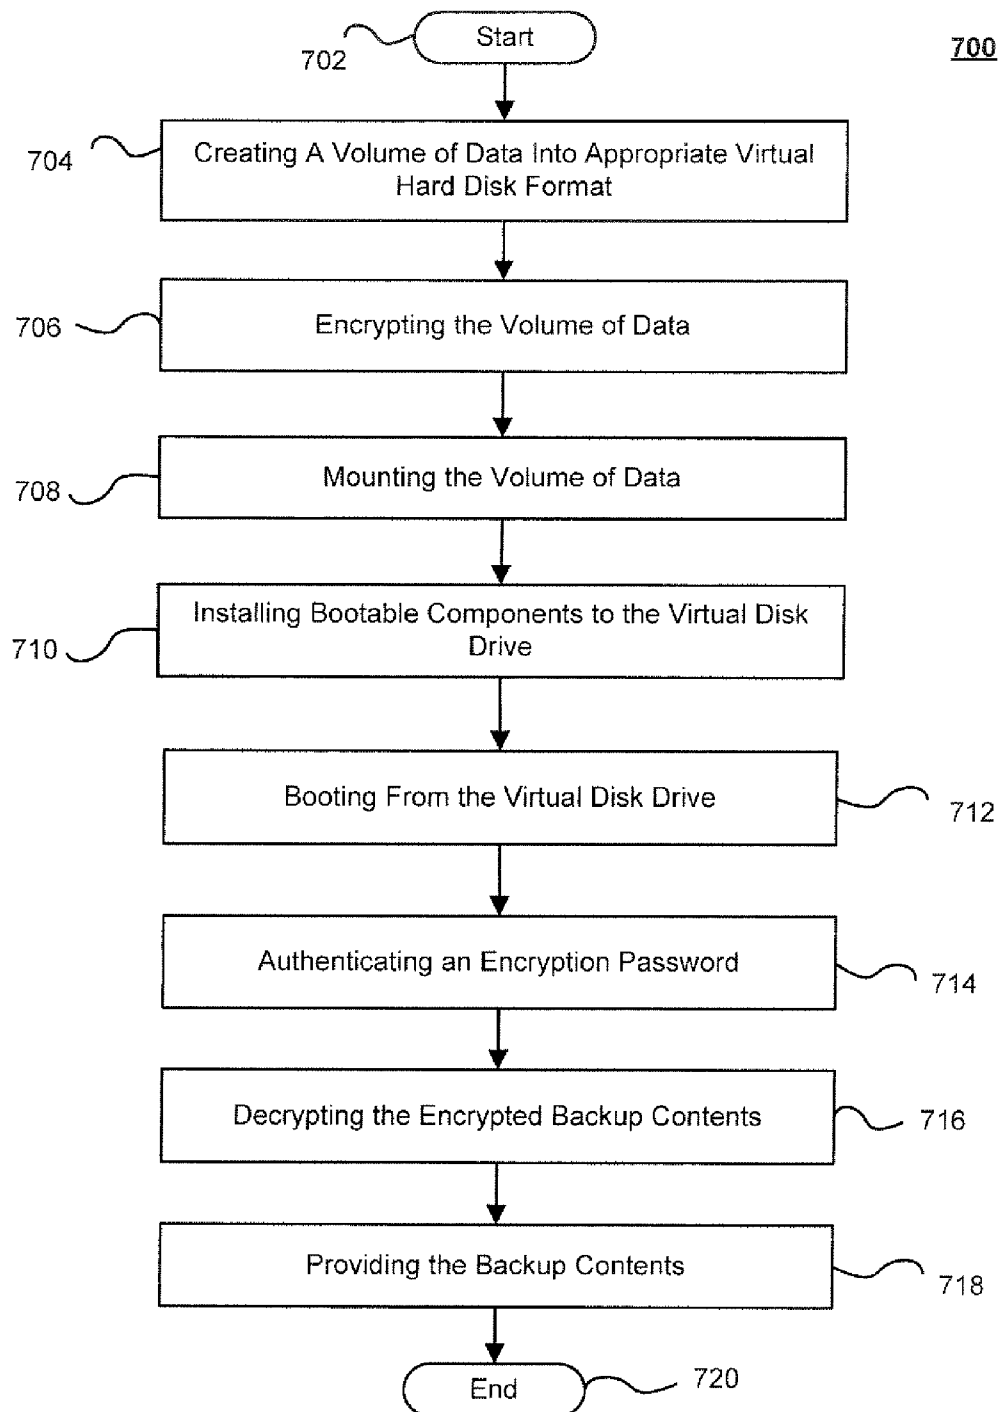 Start
702
700
704
Creating A Volume of Data Into Appropriate Virtual
Hard Disk Format
706
Encrypting the Volume of Data
708
Mounting the Volume of Data
710
Installing Bootable Components to the Virtual Disk
Drive
Booting From the Virtual Disk Drive
712
Authenticating an Encryption Password
714
Decrypting the Encrypted Backup Contents
716
Providing the Backup Contents
718
End
720